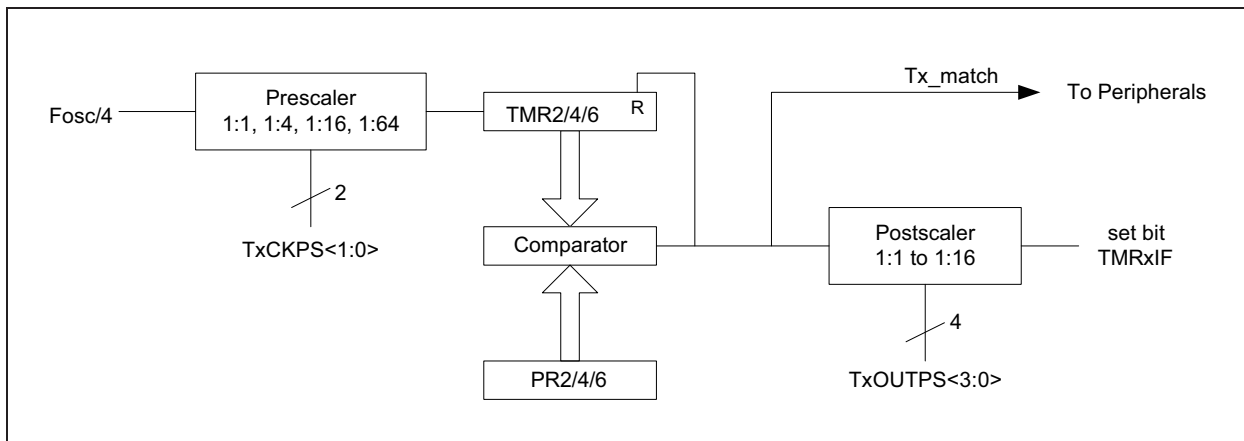 Fosc/4
Prescaler
1:1, 1:4, 1:16, 1:64
2
TxCKPS<1:0>
TMR2/4/6
R
Comparator
PR2/4/6
Tx_match
To Peripherals
Postscaler
1:1 to 1:16
4
TxOUTPS<3:0>
set bit
TMRxIF